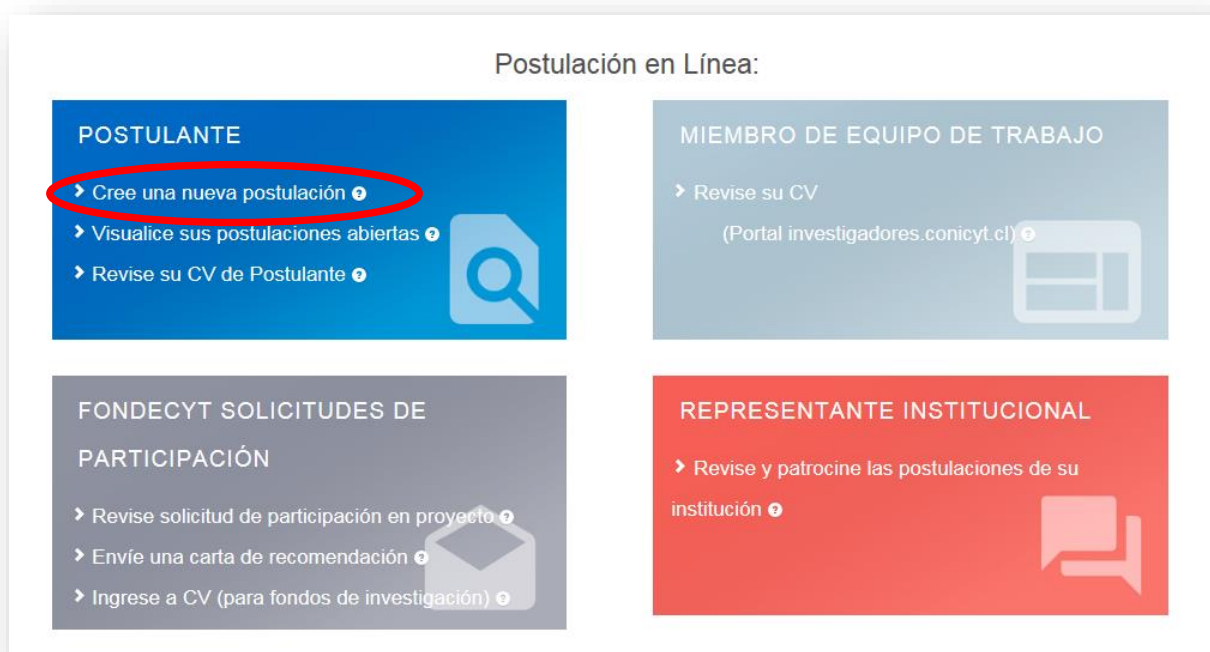 Postulación en Línea:
POSTULANTE
Cree una nueva postulación
Visualice sus postulaciones abiertas
Revise su CV de Postulante
MIEMBRO DE EQUIPO DE TRABAJO
Revise su CV
(Portal investigadores.conicyt.cl)
FONDECYT SOLICITUDES DE
PARTICIPACIÓN
Revise solicitud de participación en proyecto
Envíe una carta de recomendación
Ingrese a CV (para fondos de investigación)
REPRESENTANTE INSTITUCIONAL
Revise y patrocine las postulaciones de su
institución